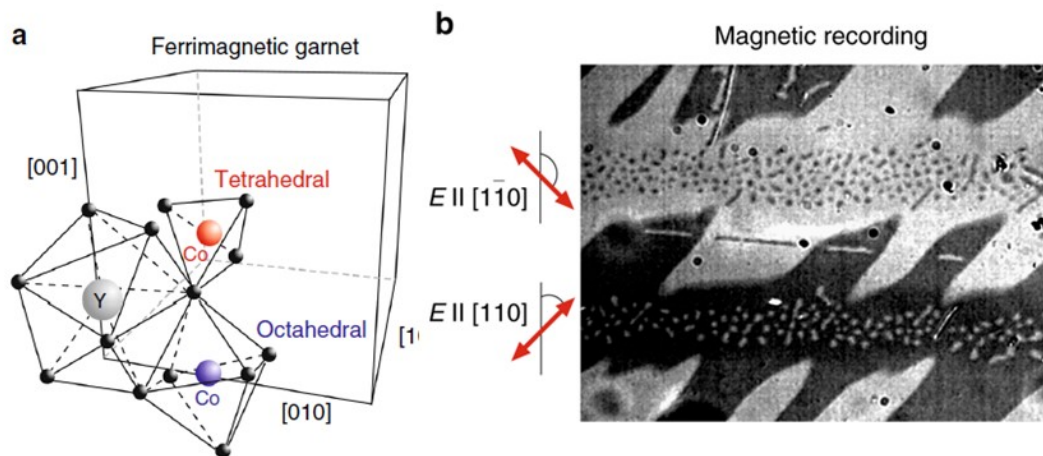 a
Ferrimagnetic garnet
[001]
Tetrahedral
Co
Y
Octahedral
Co
[010]
b
Magnetic recording
E II [11̄0]
E II [110]